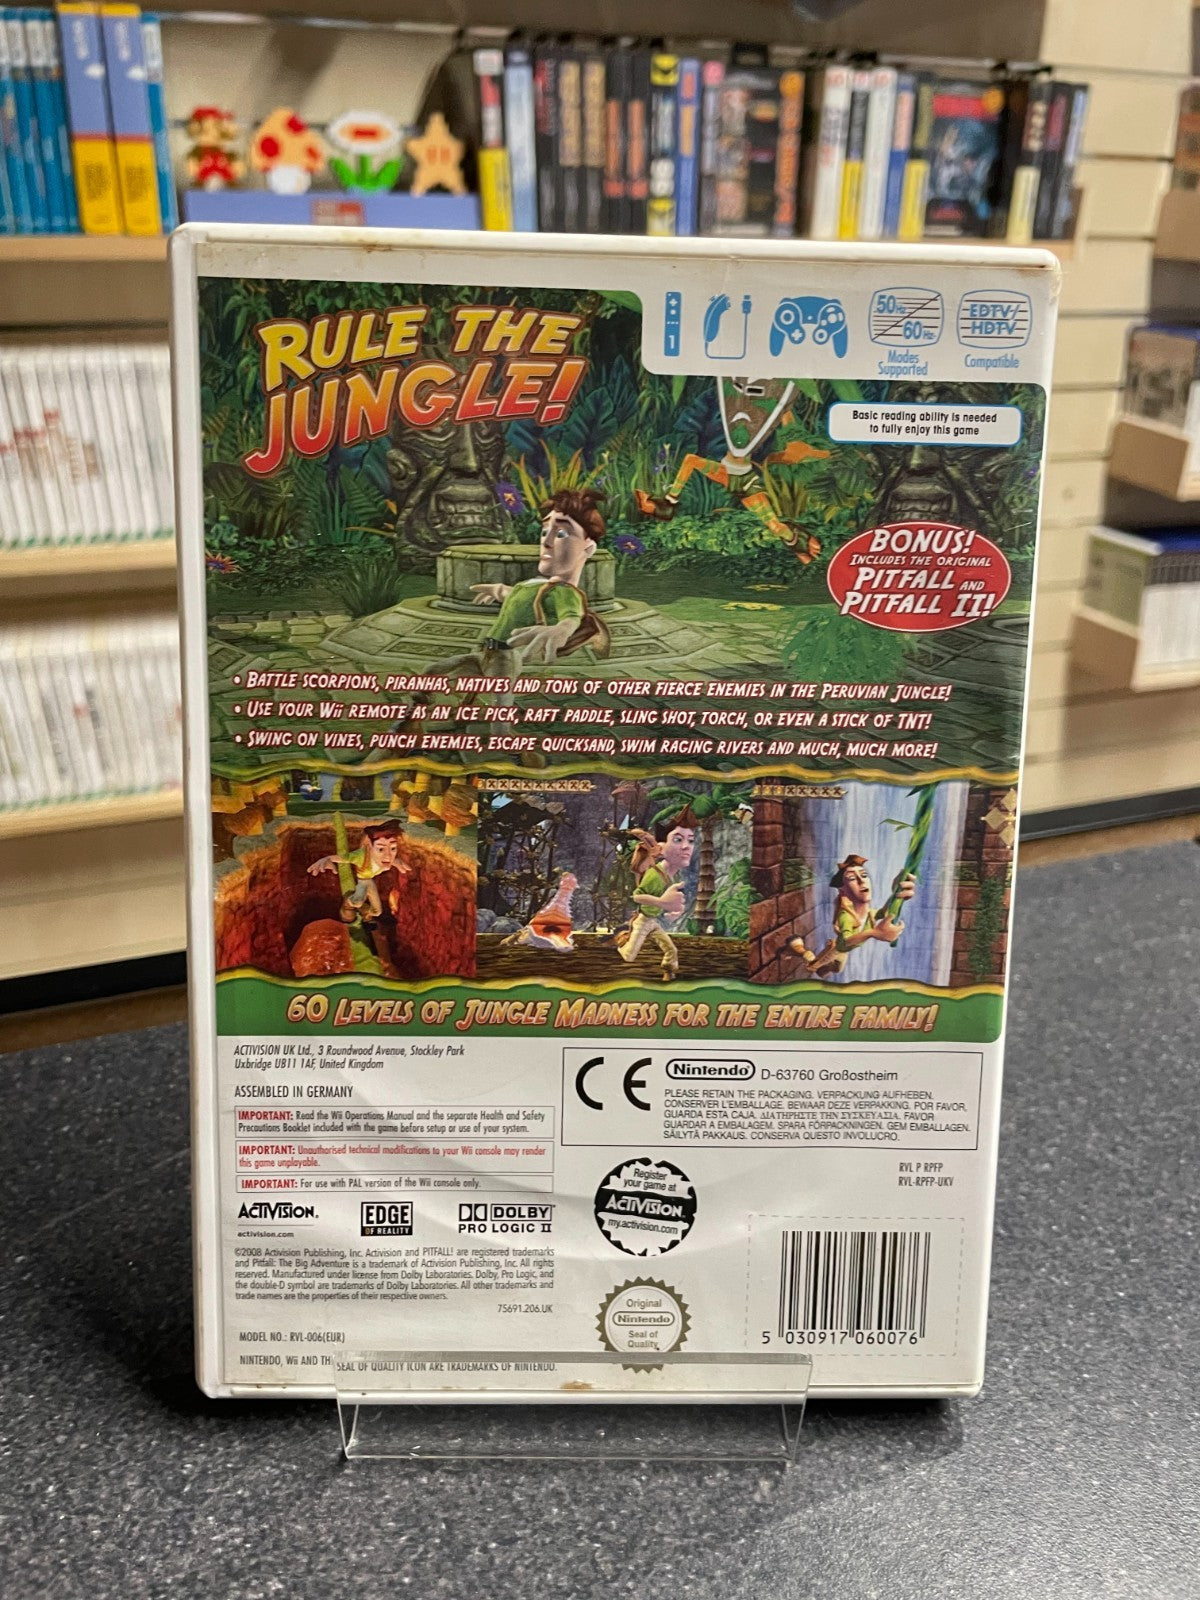 RULE THE
JUNGLE!
1
50Hz
60Hz
Modes
Supported
EDTV/
HDTV
Compatible
Basic reading ability is needed
to fully enjoy this game
BONUS!
INCLUDES THE ORIGINAL
PITFALL AND
PITFALL II!
• BATTLE SCORPIONS, PIRANHAS, NATIVES AND TONS OF OTHER FIERCE ENEMIES IN THE PERUVIAN JUNGLE!
• USE YOUR Wii REMOTE AS AN ICE PICK, RAFT PADDLE, SLING SHOT, TORCH, OR EVEN A STICK OF TNT!
• SWING ON VINES, PUNCH ENEMIES, ESCAPE QUICKSAND, SWIM RAGING RIVERS AND MUCH, MUCH MORE!
60 LEVELS OF JUNGLE MADNESS FOR THE ENTIRE FAMILY!
ACTIVISION UK Ltd., 3 Roundwood Avenue, Stockley Park
Uxbridge UB11 1AF, United Kingdom
ASSEMBLED IN GERMANY
IMPORTANT: Read the Wii Operations Manual and the separate Health and Safety
Precautions Booklet included with the game before setup or use of your system.
IMPORTANT: Unauthorised technical modifications to your Wii console may render
this game unplayable.
IMPORTANT: For use with PAL version of the Wii console only.
ACTIVISION.
activision.com
EDGE
OF REALITY
DOLBY
PRO LOGIC II
©2008 Activision Publishing, Inc. Activision and PITFALL! are registered trademarks
and Pitfall: The Big Adventure is a trademark of Activision Publishing, Inc. All rights
reserved. Manufactured under license from Dolby Laboratories. Dolby, Pro Logic, and
the double-D symbol are trademarks of Dolby Laboratories. All other trademarks and
trade names are the properties of their respective owners.
75691.206.UK
MODEL NO.: RVL-006(EUR)
NINTENDO, Wii AND TH SEAL OF QUALITY ICON ARE TRADEMARKS OF NINTENDO.
CE
Nintendo
D-63760 Großostheim
PLEASE RETAIN THE PACKAGING. VERPACKUNG AUFHEBEN.
CONSERVER L'EMBALLAGE. BEWAAR DEZE VERPAKKING. POR FAVOR,
GUARDA ESTA CAJA. ΔΙΑΤΗΡΗΣΤΕ ΤΗΝ ΣΥΣΚΕΥΑΣΙΑ. FAVOR
GUARDAR A EMBALAGEM. SPARA FÖRPACKNINGEN. GEM EMBALLAGEN.
SÄILYTÄ PAKKAUS. CONSERVA QUESTO INVOLUCRO.
RVL P RPFP
RVL-RPFP-UKV
Register
your game at
ACTIVISION.
my.activision.com
Original
Nintendo
Seal of
Quality
5 030917 060076